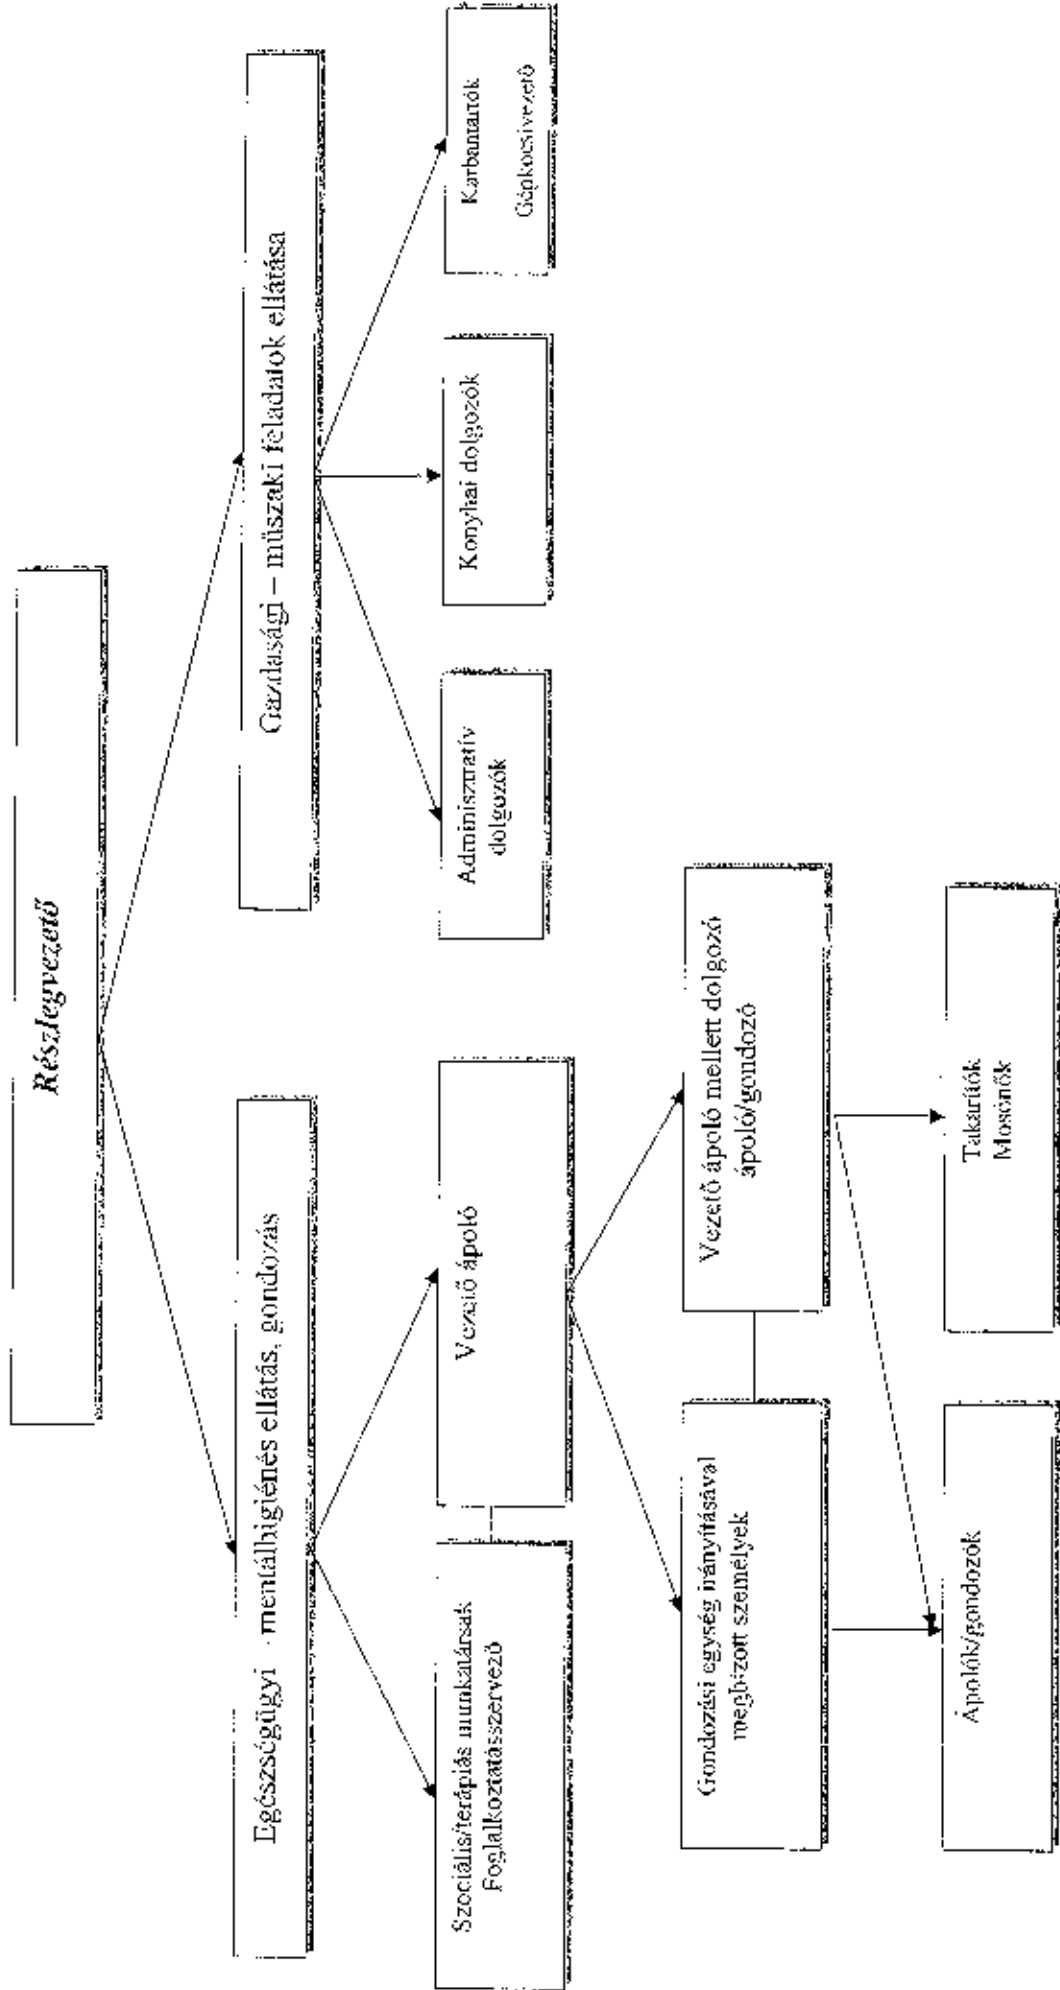 Részlegvezető
Egészségügyi - mentálhigiénés ellátás, gondozás
Gazdasági – műszaki feladatok ellátása
Szociális/terápiás munkatársak
Foglalkoztatásszervező
Vezető ápoló
Adminisztratív
dolgozók
Konyhai dolgozók
Karbantartók
Gépkocsivezető
Gondozási egység irányításával
megbízott személyek
Vezető ápoló mellett dolgozó
ápoló/gondozó
Ápolók/gondozók
Takarítók
Mosónők